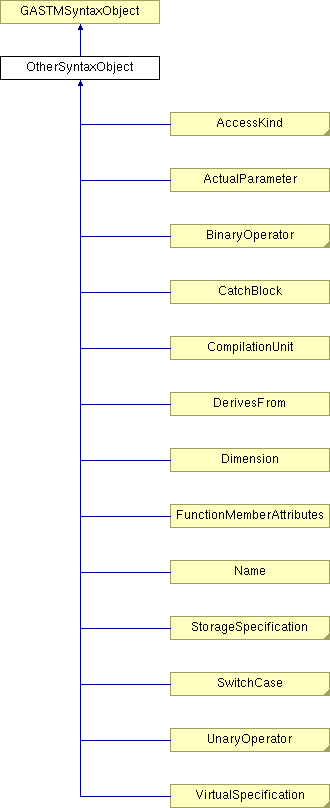 GASTMSyntaxObject
OtherSyntaxObject
AccessKind
ActualParameter
BinaryOperator
CatchBlock
CompilationUnit
DerivesFrom
Dimension
FunctionMemberAttributes
Name
StorageSpecification
SwitchCase
UnaryOperator
VirtualSpecification